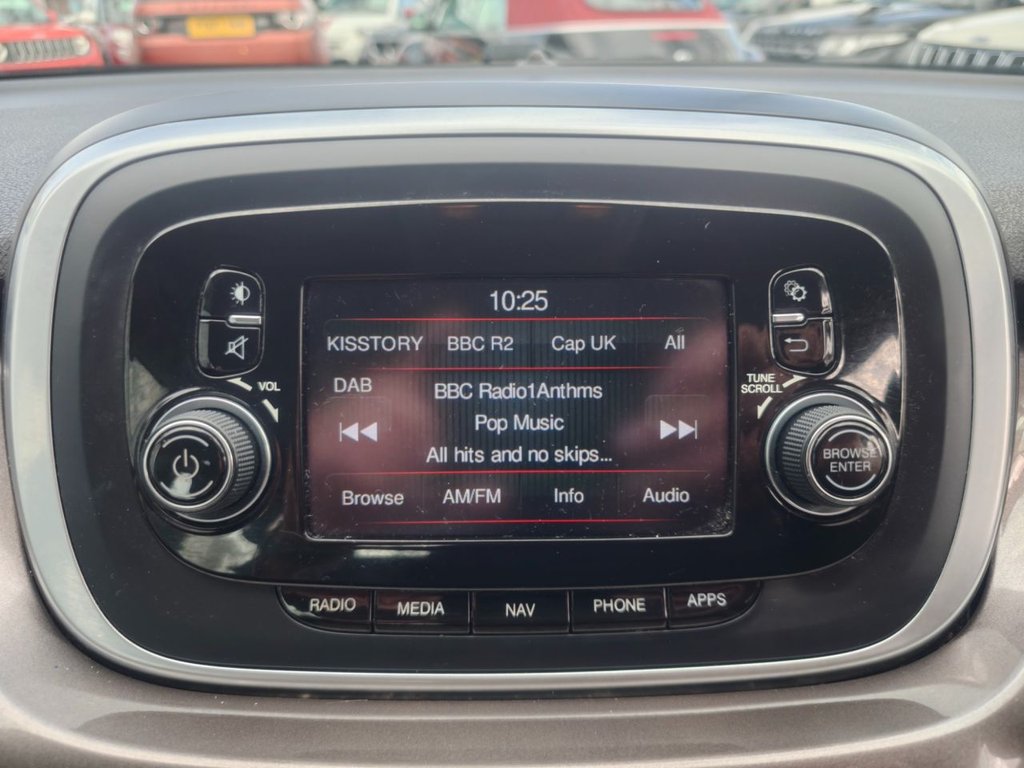 10:25
KISSTORY BBC R2 Cap UK All
DAB
BBC Radio1Anthms
Pop Music
All hits and no skips...
Browse AM/FM Info Audio
VOL
TUNE
SCROLL
BROWSE
ENTER
RADIO MEDIA NAV PHONE APPS